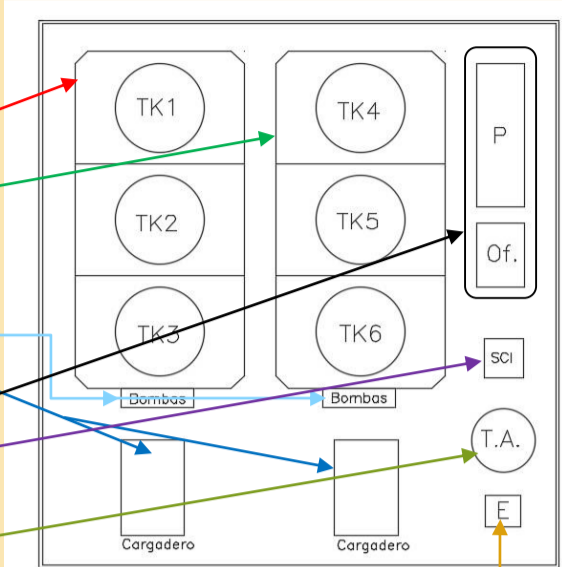 TK1
TK4
P
TK2
TK5
Of.
TK3
TK6
SCI
Bombas
Bombas
T.A.
E
Cargadero
Cargadero